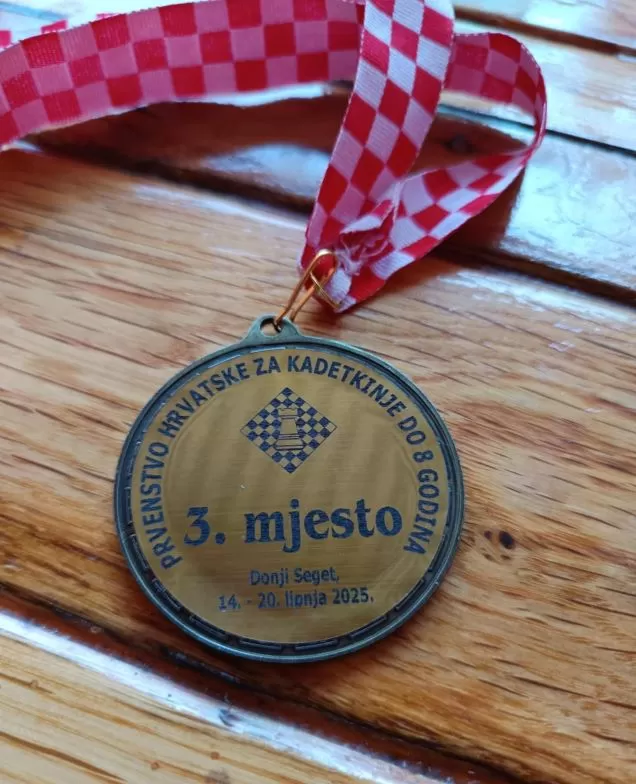 PRVENSTVO HRVATSKE ZA KADETKINJE DO 8 GODINA
3. mjesto
Donji Seget,
14. - 20. lipnja 2025.